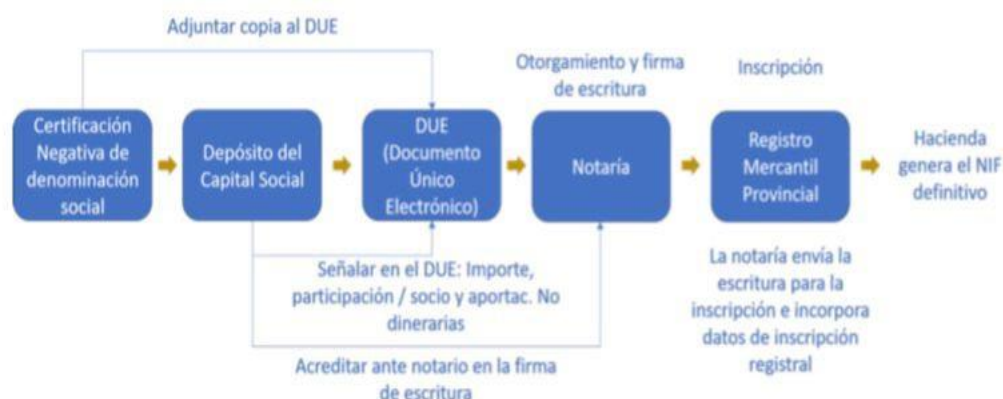 Adjuntar copia al DUE
Otorgamiento y firma
de escritura
Inscripción
Certificación
Negativa de
denominación
social
Depósito del
Capital Social
DUE
(Documento
Único
Electrónico)
Notaría
Registro
Mercantil
Provincial
Hacienda
genera el NIF
definitivo
Señalar en el DUE: Importe,
participación / socio y aportac. No
dinerarias
La notaría envía la
escritura para la
inscripción e incorpora
datos de inscripción
registral
Acreditar ante notario en la firma
de escritura